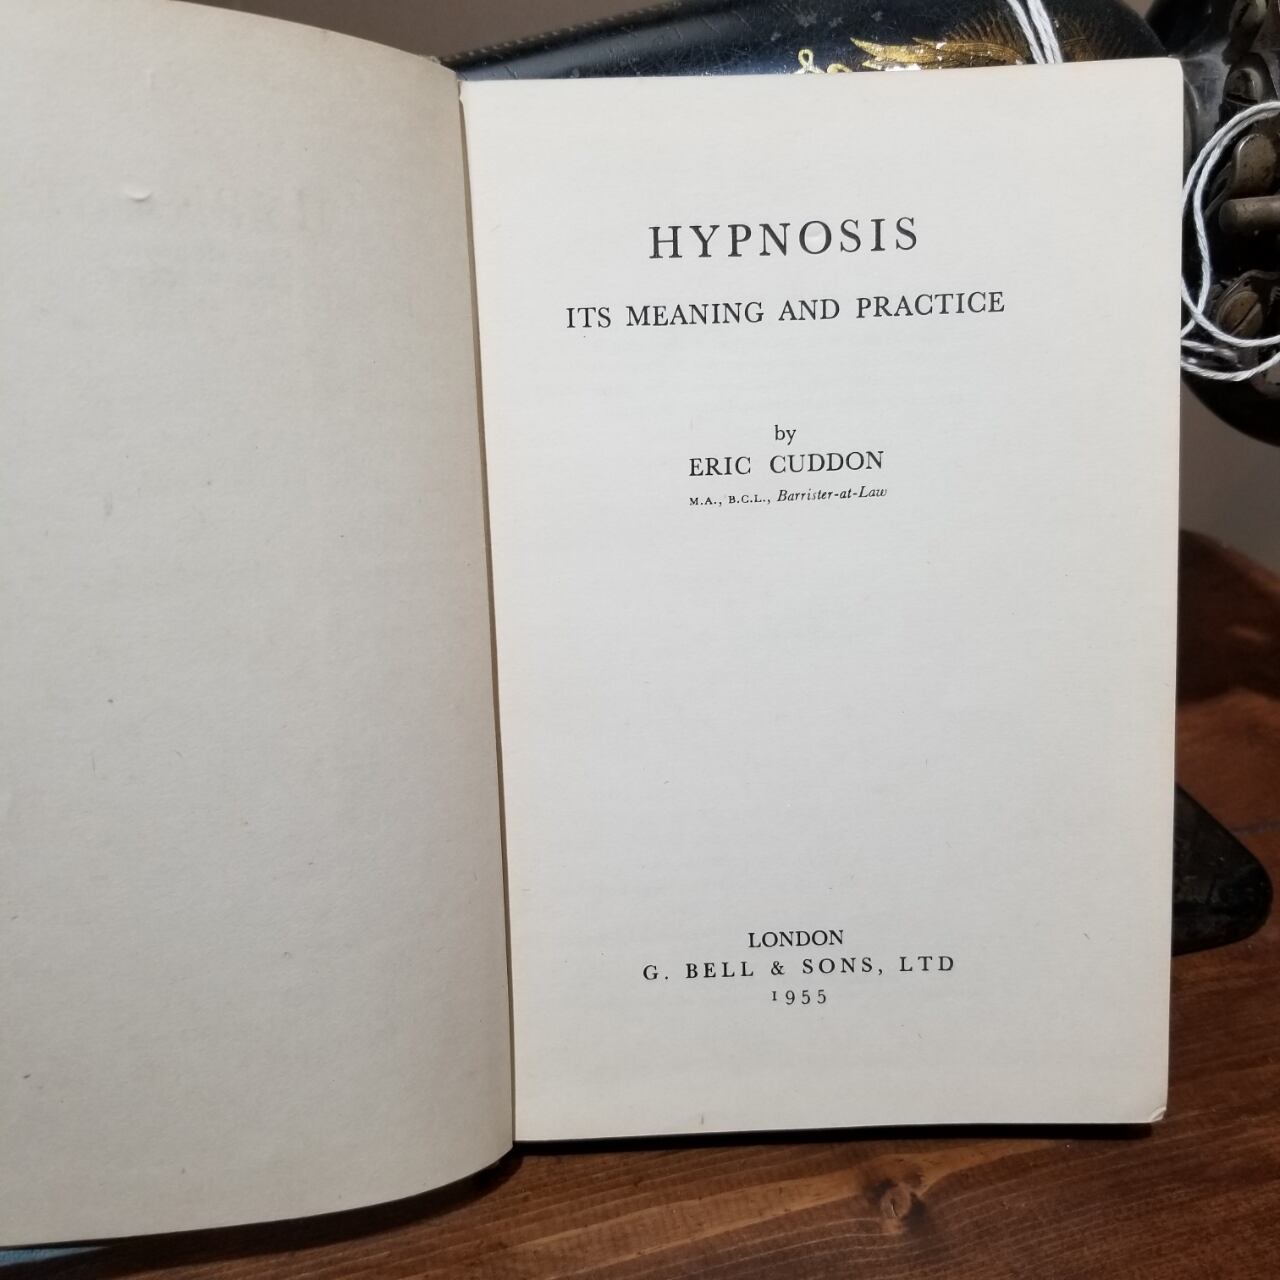 HYPNOSIS
ITS MEANING AND PRACTICE
by
ERIC CUDDON
M.A., B.C.L., Barrister-at-Law
LONDON
G. BELL & SONS, LTD
1955